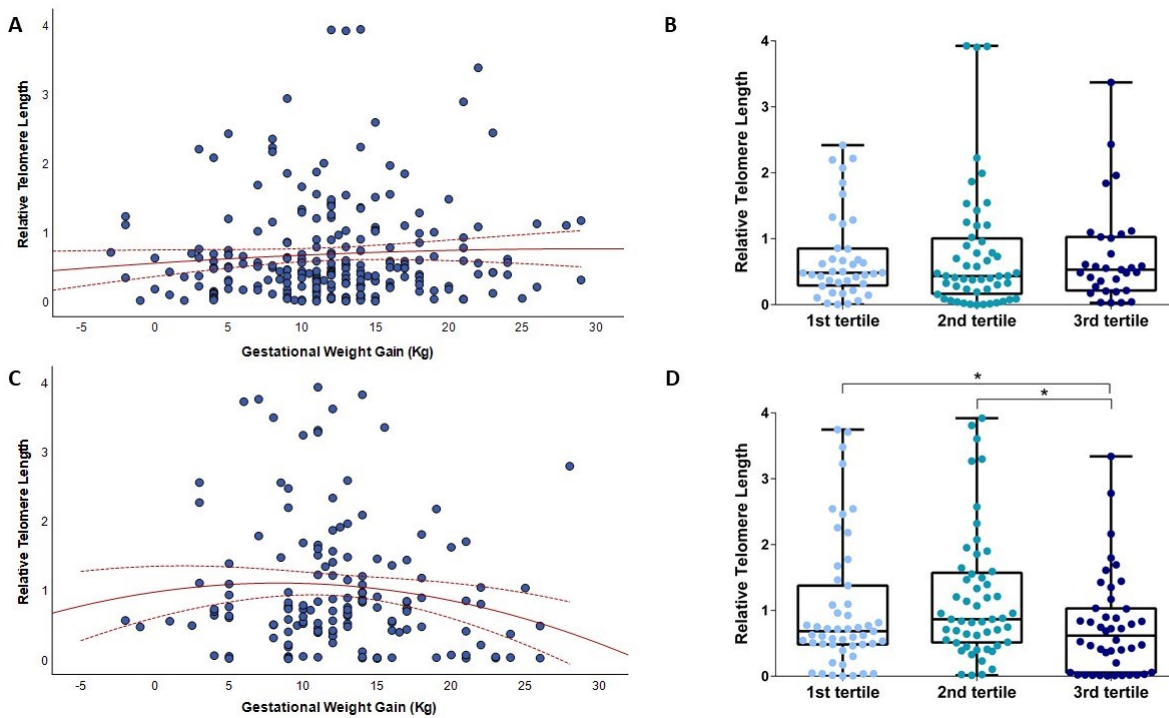 A
Relative Telomere Length
4
3
2
1
0
-5 0 5 10 15 20 25 30
Gestational Weight Gain (Kg)
B
Relative Telomere Length
4
3
2
1
0
1st tertile 2nd tertile 3rd tertile
C
Relative Telomere Length
4
3
2
1
0
-5 0 5 10 15 20 25 30
Gestational Weight Gain (Kg)
D
*
*
Relative Telomere Length
4
3
2
1
0
1st tertile 2nd tertile 3rd tertile